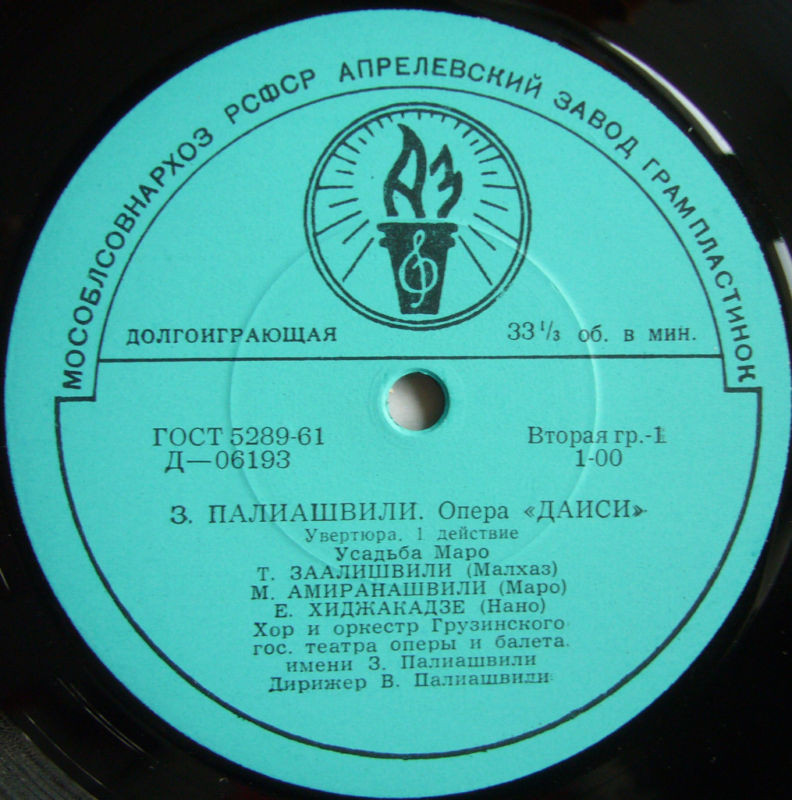 МОСОБЛСОВНАРХОЗ РСФСР АПРЕЛЕВСКИЙ ЗАВОД ГРАМПЛАСТИНОК
АЗ
ДОЛГОИГРАЮЩАЯ 33 1/3 об. в мин.
ГОСТ 5289-61 Вторая гр.-1
Д—06193 1-00
З. ПАЛИАШВИЛИ. Опера «ДАИСИ»
Увертюра, 1 действие
Усадьба Маро
Т. ЗААЛИШВИЛИ (Малхаз)
М. АМИРАНАШВИЛИ (Маро)
Е. ХИДЖАКАДЗЕ (Нано)
Хор и оркестр Грузинского
гос. театра оперы и балета
имени З. Палиашвили
Дирижер В. Палиашвили